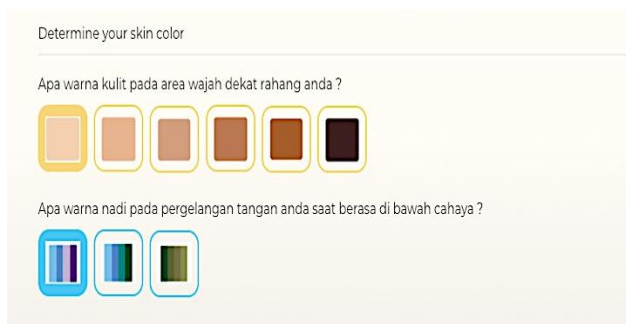 Determine your skin color
Apa warna kulit pada area wajah dekat rahang anda ?
Apa warna nadi pada pergelangan tangan anda saat berasa di bawah cahaya ?